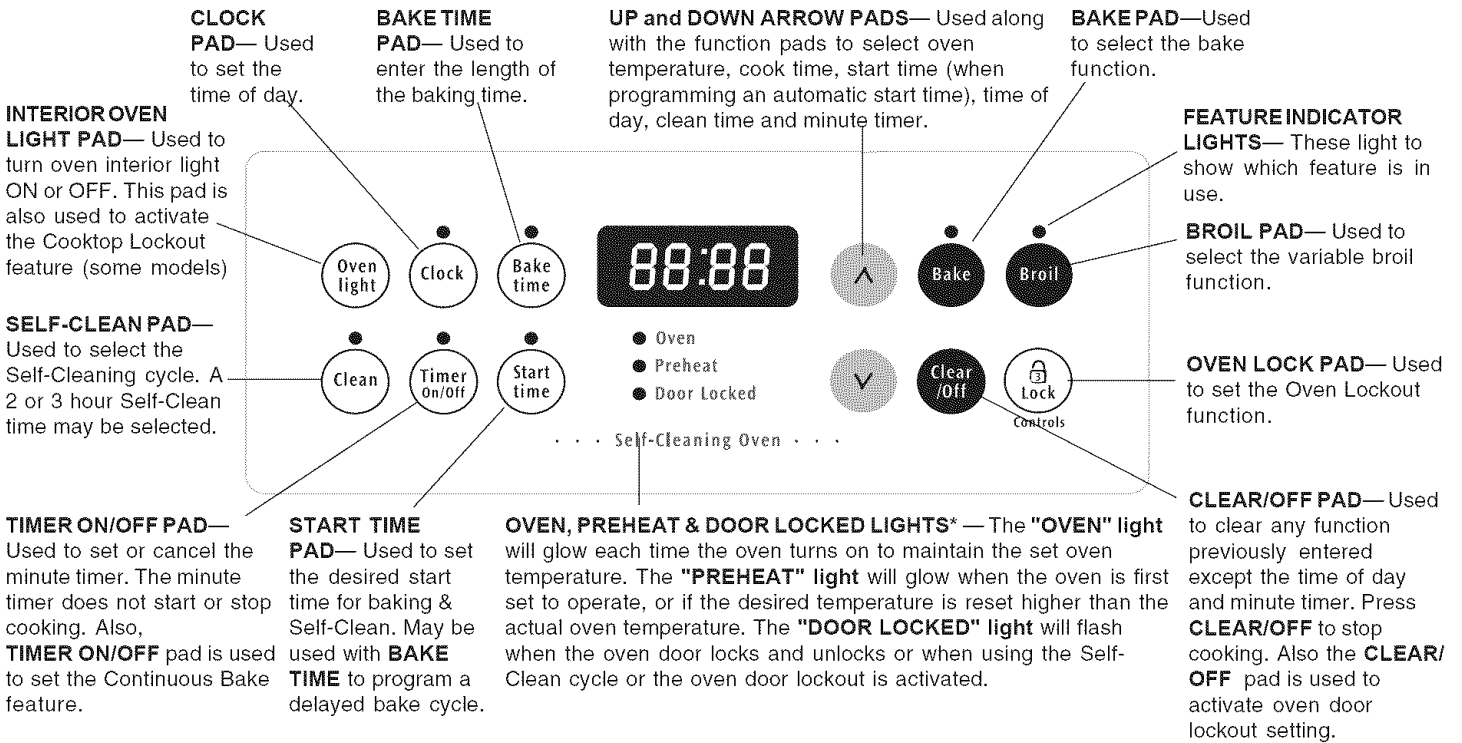 CLOCK
PAD— Used
to set the
time of day.
BAKE TIME
PAD— Used to
enter the length of
the baking time.
UP and DOWN ARROW PADS— Used along
with the function pads to select oven
temperature, cook time, start time (when
programming an automatic start time), time of
day, clean time and minute timer.
BAKE PAD—Used
to select the bake
function.
INTERIOR OVEN
LIGHT PAD— Used to
turn oven interior light
ON or OFF. This pad is
also used to activate
the Cooktop Lockout
feature (some models)
FEATURE INDICATOR
LIGHTS— These light to
show which feature is in
use.
BROIL PAD— Used to
select the variable broil
function.
Oven
light
Clock
Bake
time
88:88
^
Bake
Broil
SELF-CLEAN PAD—
Used to select the
Self-Cleaning cycle. A
2 or 3 hour Self-Clean
time may be selected.
Clean
Timer
On/Off
Start
time
Oven
Preheat
Door Locked
v
Clear
/Off
3
Lock
Controls
OVEN LOCK PAD— Used
to set the Oven Lockout
function.
· · · Self-Cleaning Oven · · ·
TIMER ON/OFF PAD—
Used to set or cancel the
minute timer. The minute
timer does not start or stop
cooking. Also,
TIMER ON/OFF pad is used
to set the Continuous Bake
feature.
START TIME
PAD— Used to set
the desired start
time for baking &
Self-Clean. May be
used with BAKE
TIME to program a
delayed bake cycle.
OVEN, PREHEAT & DOOR LOCKED LIGHTS* — The "OVEN" light
will glow each time the oven turns on to maintain the set oven
temperature. The "PREHEAT" light will glow when the oven is first
set to operate, or if the desired temperature is reset higher than the
actual oven temperature. The "DOOR LOCKED" light will flash
when the oven door locks and unlocks or when using the Self-
Clean cycle or the oven door lockout is activated.
CLEAR/OFF PAD— Used
to clear any function
previously entered
except the time of day
and minute timer. Press
CLEAR/OFF to stop
cooking. Also the CLEAR/
OFF pad is used to
activate oven door
lockout setting.